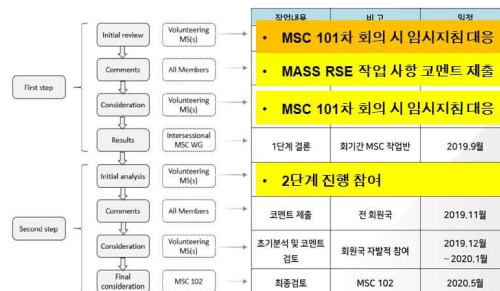 작업내용 비 고 일정
Initial review
Volunteering MS(s)
• MSC 101차 회의 시 임시지침 대응
Comments
All Members
• MASS RSE 작업 사항 코멘트 제출
First step
Consideration
Volunteering MS(s)
• MSC 101차 회의 시 임시지침 대응
Results
Intersessional MSC WG
1단계 결론 회기간 MSC 작업반 2019.9월
Initial analysis
Volunteering MS(s)
• 2단계 진행 참여
Comments
All Members
코멘트 제출 전 회원국 2019.11월
Second step
Consideration
Volunteering MS(s)
초기분석 및 코멘트
검토
회원국 자발적 참여
2019.12월
~2020.1월
Final
consideration
MSC 102
최종검토 MSC 102 2020.5월